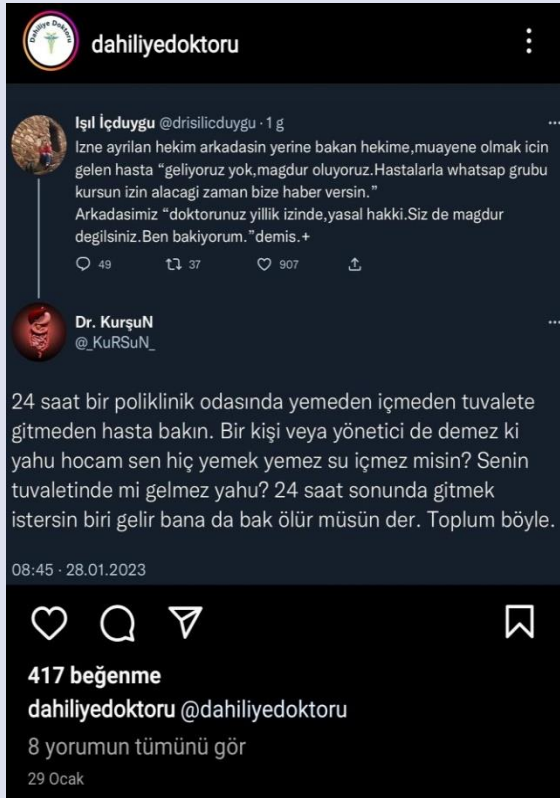 Dahiliye Doktoru
dahiliyedoktoru
Işıl İçduygu @drisilicduygu · 1 g
Izne ayrilan hekim arkadasin yerine bakan hekime,muayene olmak icin
gelen hasta “geliyoruz yok,magdur oluyoruz.Hastalarla whatsap grubu
kursun izin alacagi zaman bize haber versin.”
Arkadasimiz “doktorunuz yillik izinde,yasal hakki.Siz de magdur
degilsiniz.Ben bakiyorum.”demis.+
49 37 907
Dr. KurşuN
@_KuRSuN_
24 saat bir poliklinik odasında yemeden içmeden tuvalete
gitmeden hasta bakın. Bir kişi veya yönetici de demez ki
yahu hocam sen hiç yemek yemez su içmez misin? Senin
tuvaletinde mi gelmez yahu? 24 saat sonunda gitmek
istersin biri gelir bana da bak ölür müsün der. Toplum böyle.
08:45 · 28.01.2023
417 beğenme
dahiliyedoktoru @dahiliyedoktoru
8 yorumun tümünü gör
29 Ocak